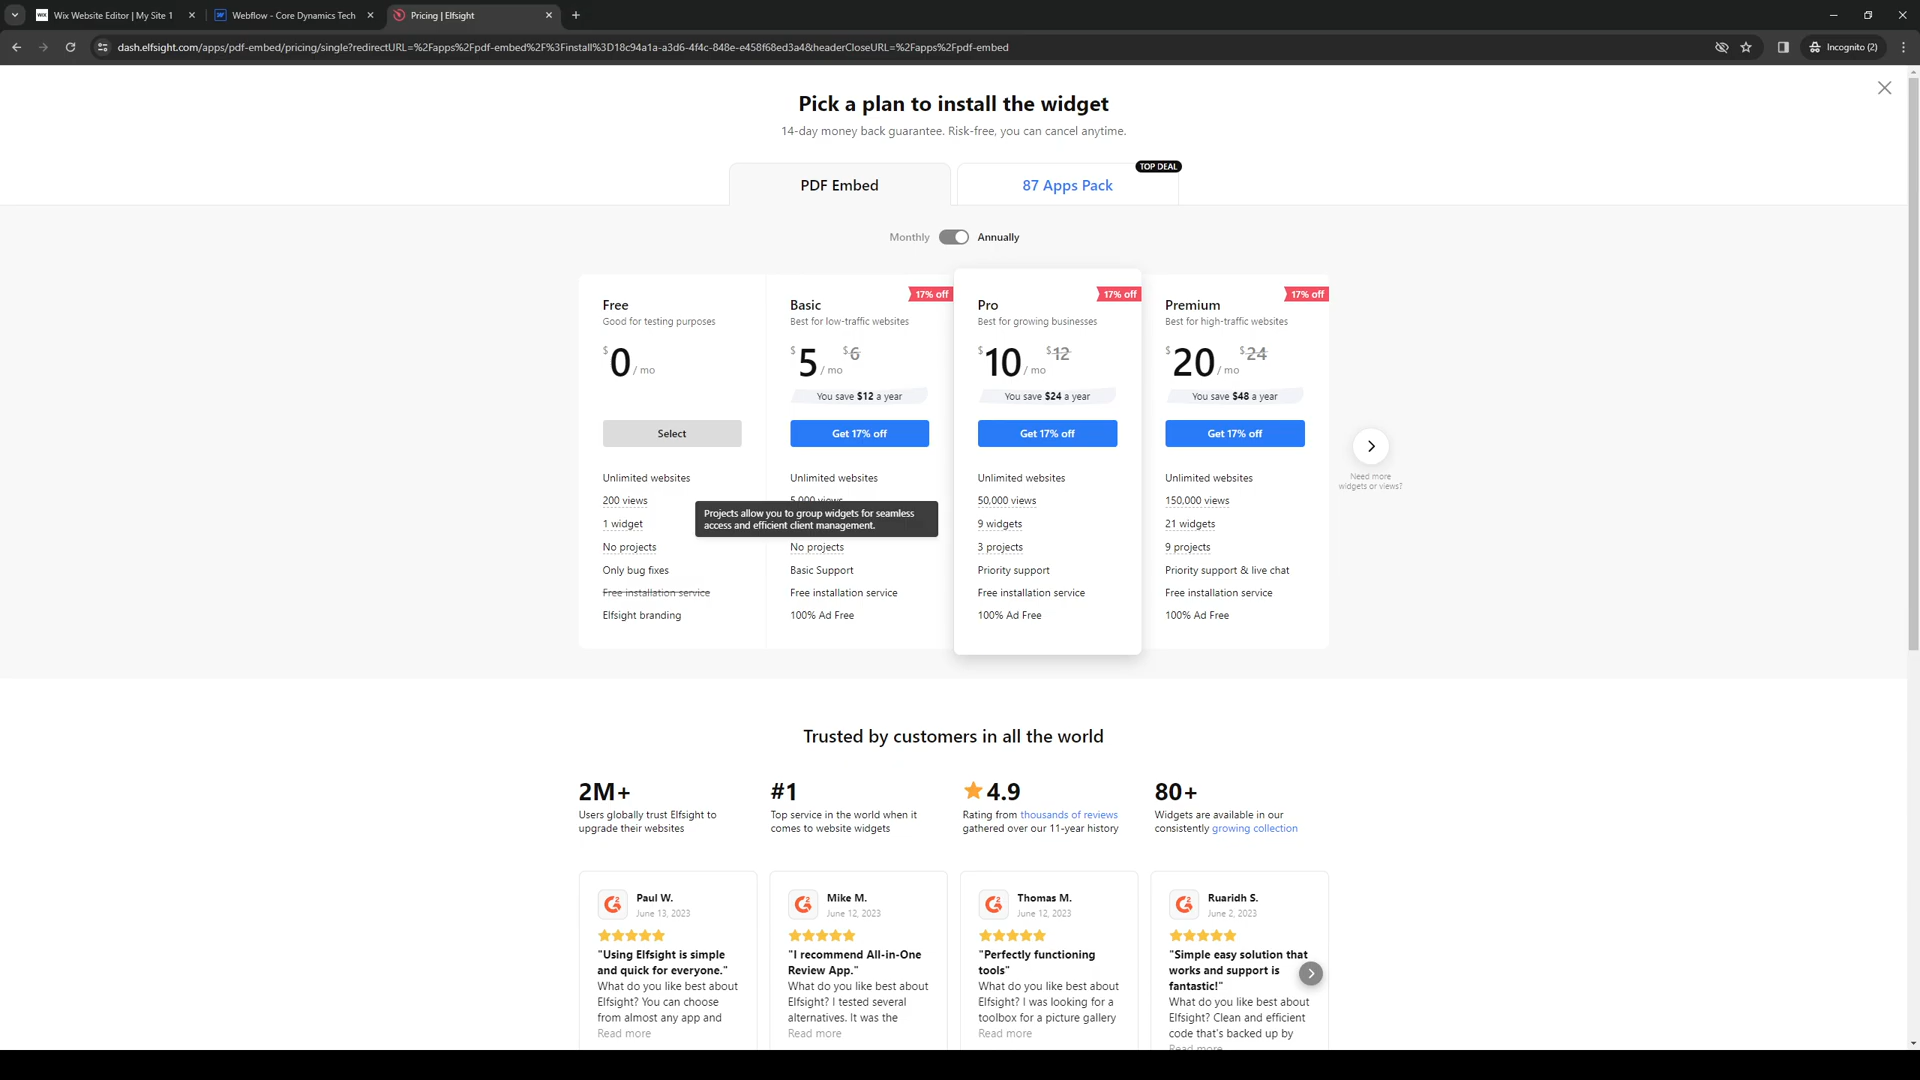 Wix Website Editor | My Site 1
Webflow - Core Dynamics Tech
Pricing | Elfsight
dash.elfsight.com/apps/pdf-embed/pricing/single?redirectURL=%2Fapps%2Fpdf-embed%2F%3Finstall%3D18c94a1a-a3d6-4f4c-848e-e458f68ed3a4&headerCloseURL=%2Fapps%2Fpdf-embed
Incognito (2)
Pick a plan to install the widget
14-day money back guarantee. Risk-free, you can cancel anytime.
TOP DEAL
PDF Embed
87 Apps Pack
Monthly
Annually
Free
Good for testing purposes
$0 / mo
Select
Unlimited websites
200 views
1 widget
No projects
Only bug fixes
Free installation service
Elfsight branding
17% off
Basic
Best for low-traffic websites
$5 / mo $6
You save $12 a year
Get 17% off
Unlimited websites
5,000 views
Projects allow you to group widgets for seamless
access and efficient client management.
No projects
Basic Support
Free installation service
100% Ad Free
17% off
Pro
Best for growing businesses
$10 / mo $12
You save $24 a year
Get 17% off
Unlimited websites
50,000 views
9 widgets
3 projects
Priority support
Free installation service
100% Ad Free
17% off
Premium
Best for high-traffic websites
$20 / mo $24
You save $48 a year
Get 17% off
Unlimited websites
150,000 views
21 widgets
9 projects
Priority support & live chat
Free installation service
100% Ad Free
Need more
widgets or views?
Trusted by customers in all the world
2M+
Users globally trust Elfsight to
upgrade their websites
#1
Top service in the world when it
comes to website widgets
4.9
Rating from thousands of reviews
gathered over our 11-year history
80+
Widgets are available in our
consistently growing collection
Paul W.
June 13, 2023
"Using Elfsight is simple
and quick for everyone."
What do you like best about
Elfsight? You can choose
from almost any app and
Read more
Mike M.
June 12, 2023
"I recommend All-in-One
Review App."
What do you like best about
Elfsight? I tested several
alternatives. It was the
Read more
Thomas M.
June 12, 2023
"Perfectly functioning
tools"
What do you like best about
Elfsight? I was looking for a
toolbox for a picture gallery
Read more
Ruaridh S.
June 2, 2023
"Simple easy solution that
works and support is
fantastic!"
What do you like best about
Elfsight? Clean and efficient
code that's backed up by
Read more